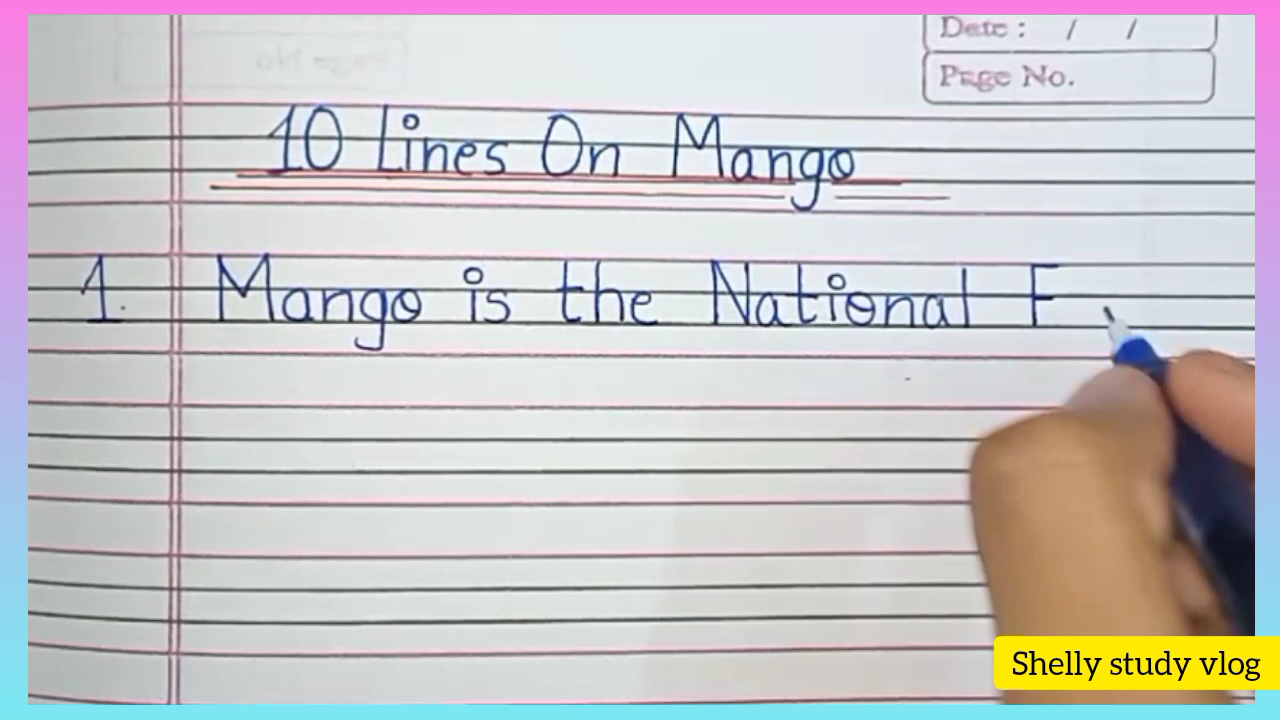 Date : / /
Page No.
10 Lines On Mango
1. Mango is the National F
Shelly study vlog